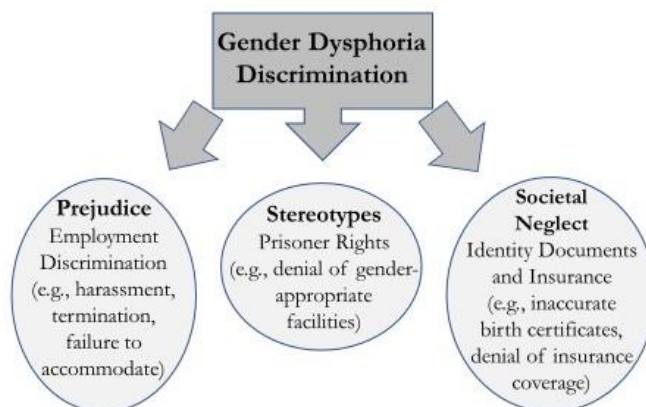 Gender Dysphoria
Discrimination
Prejudice
Employment
Discrimination
(e.g., harassment,
termination,
failure to
accommodate)
Stereotypes
Prisoner Rights
(e.g., denial of gender-
appropriate
facilities)
Societal
Neglect
Identity Documents
and Insurance
(e.g., inaccurate
birth certificates,
denial of insurance
coverage)